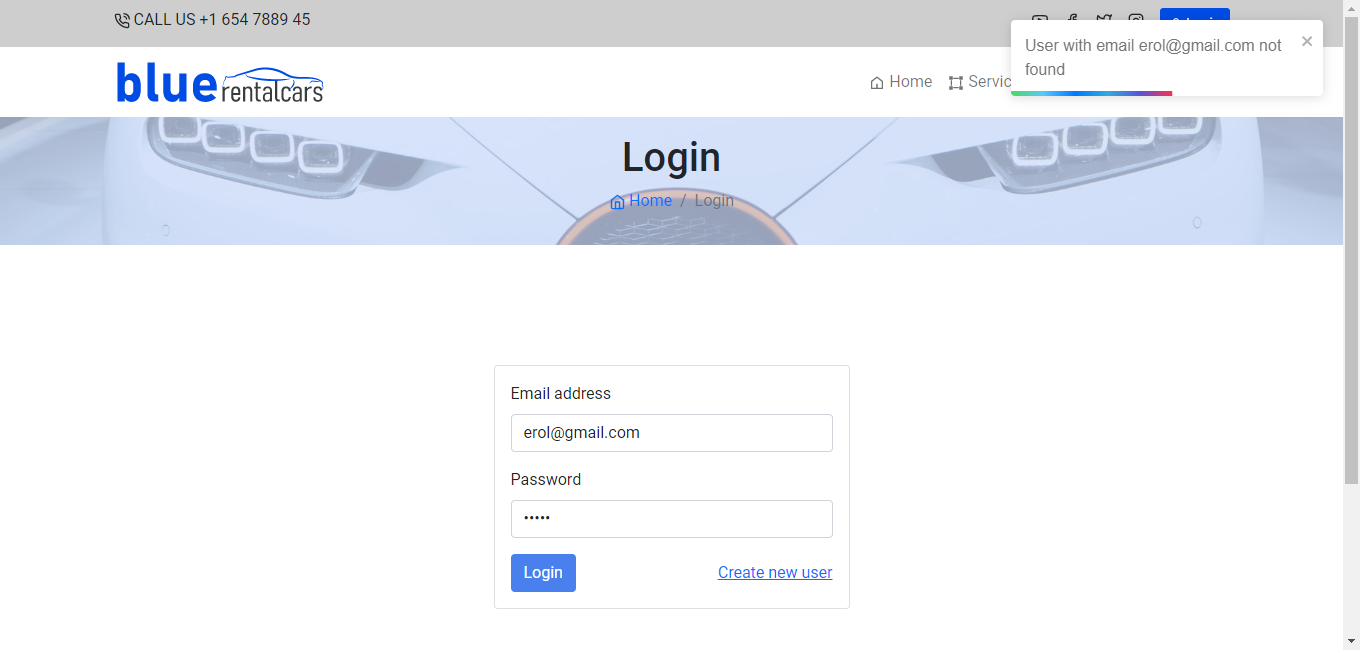 CALL US +1 654 7889 45
User with email erol@gmail.com not
found
blue rentalcars
Home
Login
Home / Login
Email address
erol@gmail.com
Password
•••••
Login
Create new user